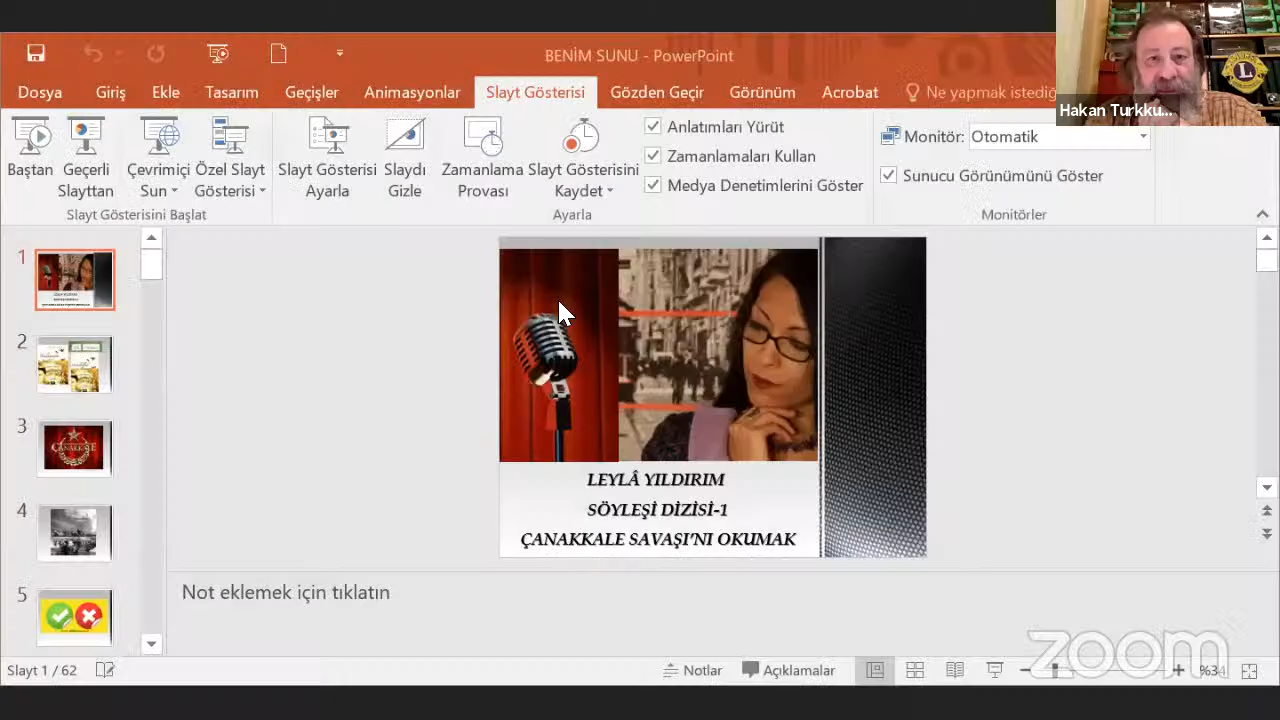 BENİM SUNU - PowerPoint
Dosya Giriş Ekle Tasarım Geçişler Animasyonlar Slayt Gösterisi Gözden Geçir Görünüm Acrobat Ne yapmak istediğ
Hakan Turkku...
Baştan
Geçerli
Slayttan
Çevrimiçi
Sun
Özel Slayt
Gösterisi
Slayt Gösterisini Başlat
Slayt Gösterisi
Ayarla
Slaydı
Gizle
Zamanlama
Provası
Slayt Gösterisini
Kaydet
Anlatımları Yürüt
Zamanlamaları Kullan
Medya Denetimlerini Göster
Ayarla
Monitör: Otomatik
Sunucu Görünümünü Göster
Monitörler
1
2
3
ÇANAKKALE
4
5
LEYLÂ YILDIRIM
SÖYLEŞİ DİZİSİ-1
ÇANAKKALE SAVAŞI'NI OKUMAK
Not eklemek için tıklatın
zoom
Slayt 1 / 62
Notlar
Açıklamalar
%34